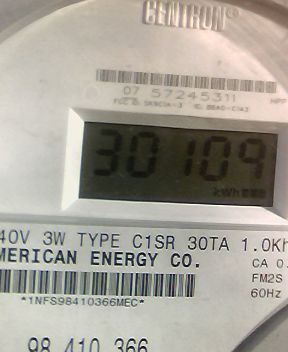 CENTRON®
07 57245311
HPP
30109
kWh
40V 3W TYPE C1SR 30TA 1.0Kh
MERICAN ENERGY CO.
CA 0.
FM2S
60Hz
*1NFS98410366MEC*
98 410 366